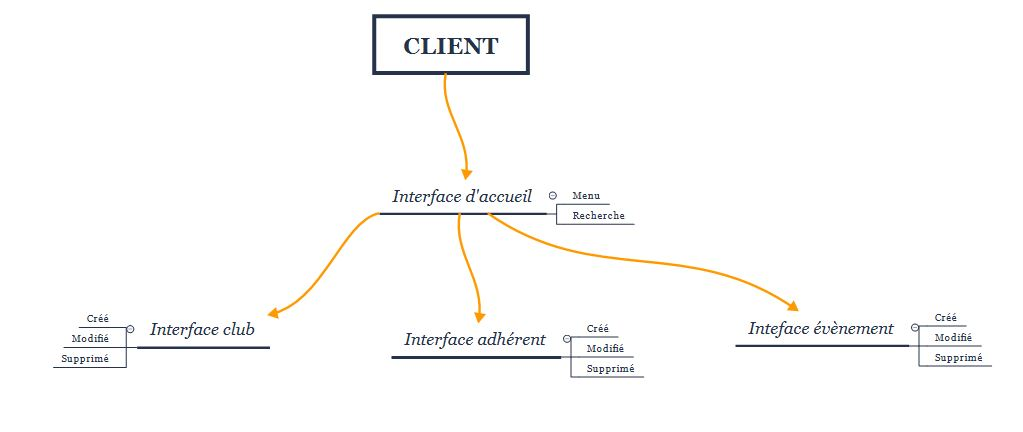 CLIENT
Interface d'accueil
Menu
Recherche
Interface club
Créé
Modifié
Supprimé
Interface adhérent
Créé
Modifié
Supprimé
Inteface évènement
Créé
Modifié
Supprimé